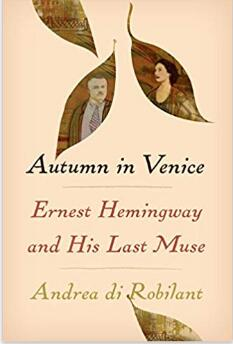 Autumn in Venice
Ernest Hemingway
and His Last Muse
Andrea di Robilant